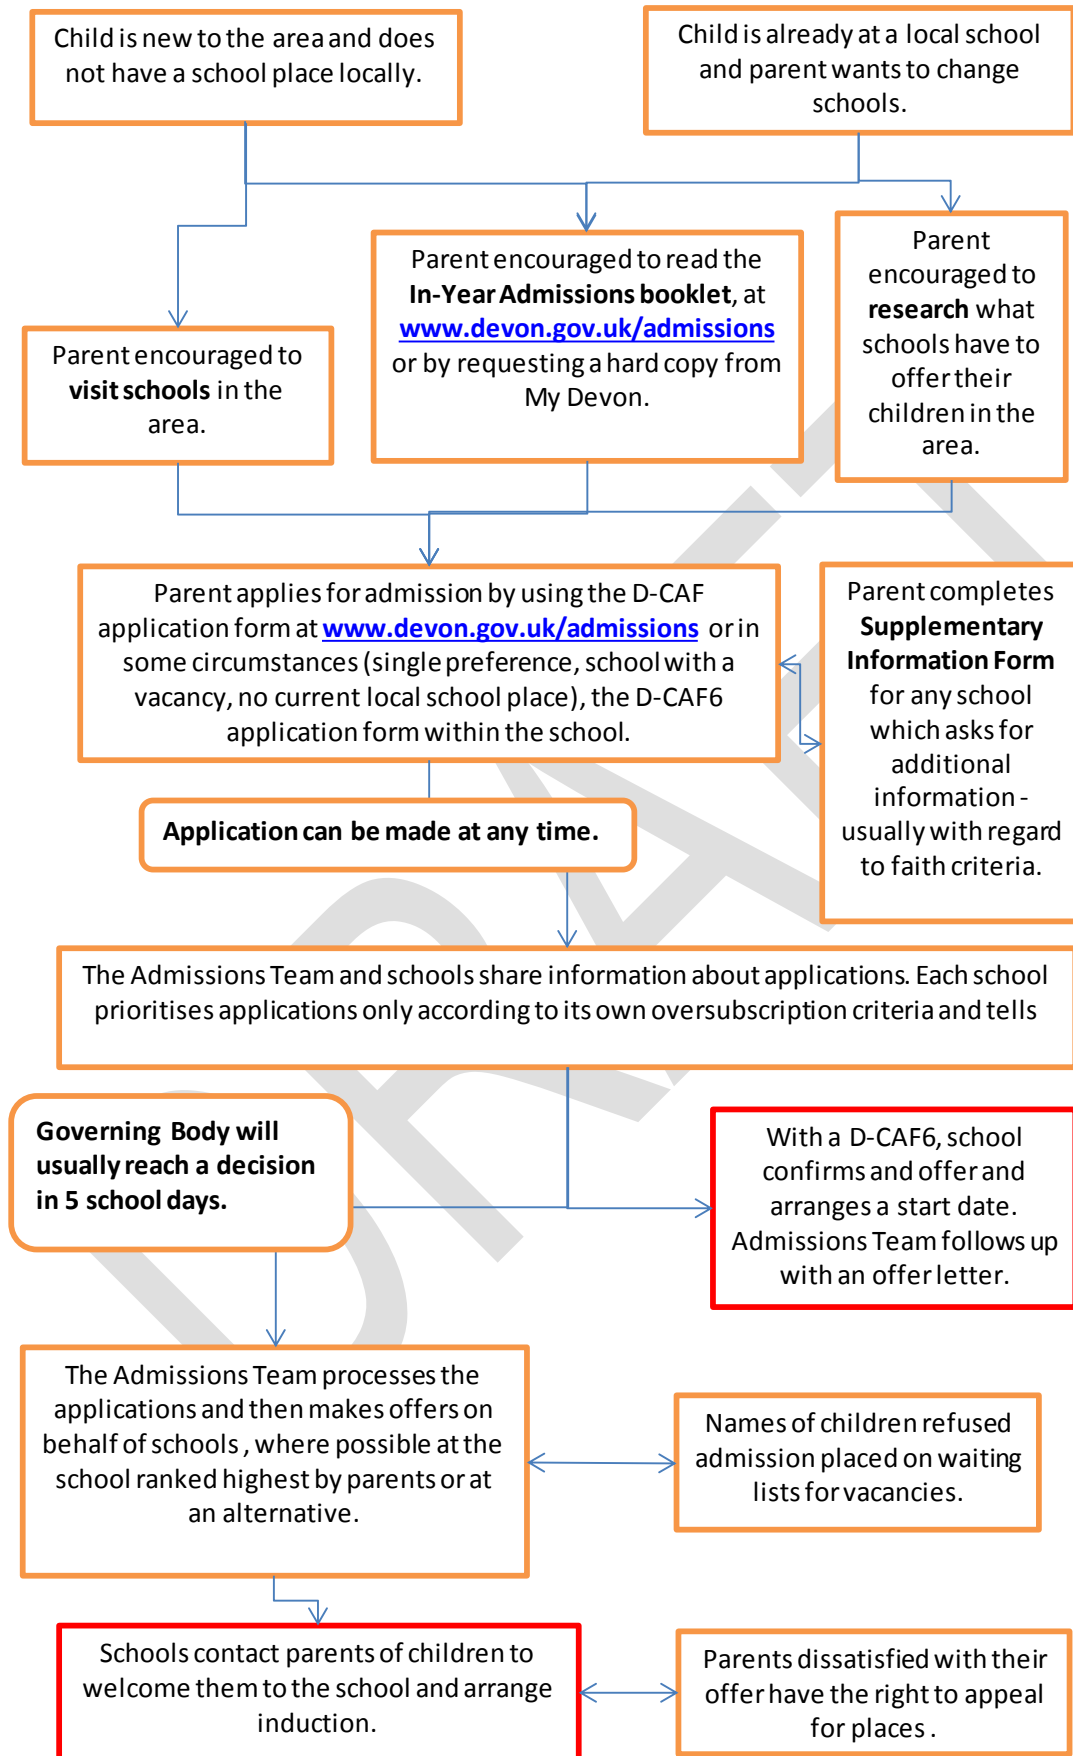 Child is new to the area and does
not have a school place locally.
Child is already at a local school
and parent wants to change
schools.
Parent encouraged to
visit schools in the
area.
Parent encouraged to read the
In-Year Admissions booklet, at
www.devon.gov.uk/admissions
or by requesting a hard copy from
My Devon.
Parent
encouraged to
research what
schools have to
offer their
children in the
area.
Parent applies for admission by using the D-CAF
application form at www.devon.gov.uk/admissions or in
some circumstances (single preference, school with a
vacancy, no current local school place), the D-CAF6
application form within the school.
Parent completes
Supplementary
Information Form
for any school
which asks for
additional
information -
usually with regard
to faith criteria.
Application can be made at any time.
The Admissions Team and schools share information about applications. Each school
prioritises applications only according to its own oversubscription criteria and tells
Governing Body will
usually reach a decision
in 5 school days.
With a D-CAF6, school
confirms and offer and
arranges a start date.
Admissions Team follows up
with an offer letter.
The Admissions Team processes the
applications and then makes offers on
behalf of schools , where possible at the
school ranked highest by parents or at
an alternative.
Names of children refused
admission placed on waiting
lists for vacancies.
Schools contact parents of children to
welcome them to the school and arrange
induction.
Parents dissatisfied with their
offer have the right to appeal
for places .
DRAFT